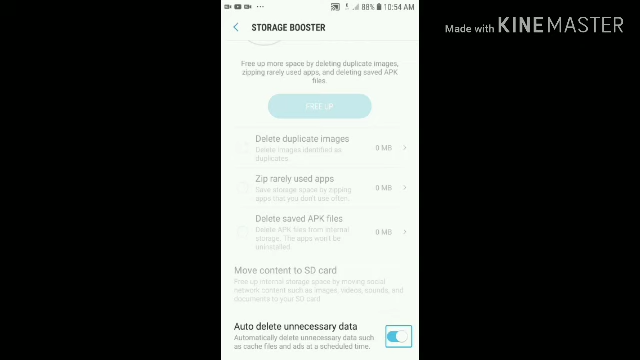 88% 10:54 AM
STORAGE BOOSTER
Made with KINEMASTER
Free up more space by deleting duplicate images,
zipping rarely used apps, and deleting saved APK
files.
FREE UP
Delete duplicate images
Delete images identified as
duplicates.
0 MB
Zip rarely used apps
Save storage space by zipping
apps that you don't use often.
0 MB
Delete saved APK files
Delete APK files from internal
storage. The apps won't be
uninstalled.
0 MB
Move content to SD card
Free up internal storage space by moving social
network content such as images, videos, sounds, and
documents to your SD card.
Auto delete unnecessary data
Automatically delete unnecessary data such
as cache files and ads at a scheduled time.